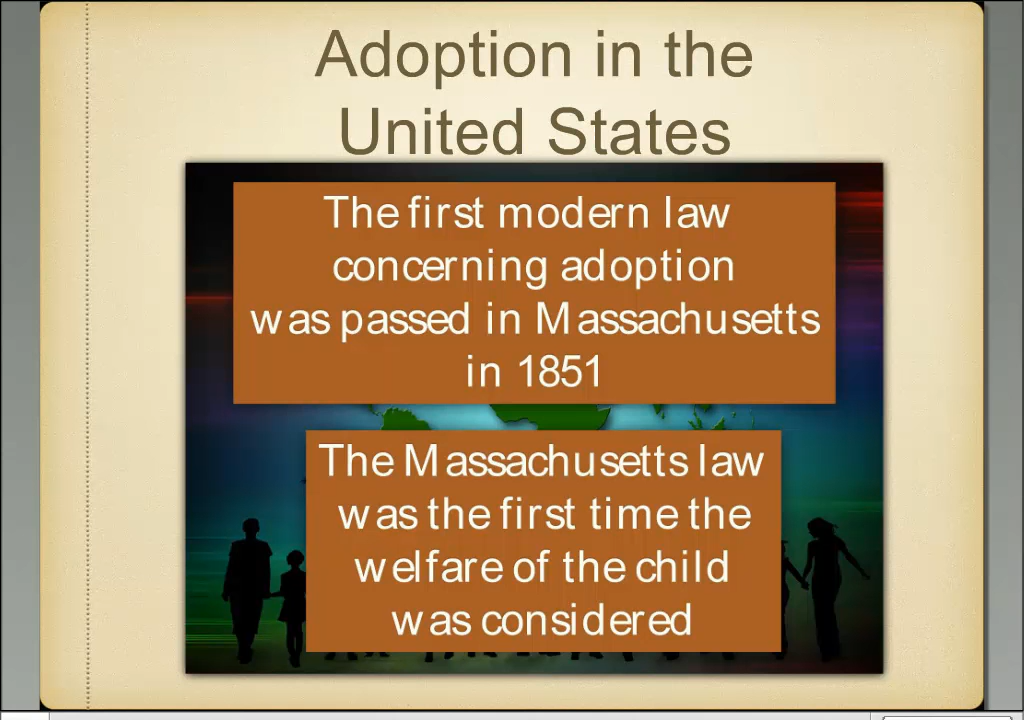 Adoption in the
United States
The first modern law
concerning adoption
was passed in Massachusetts
in 1851
The Massachusetts law
was the first time the
welfare of the child
was considered